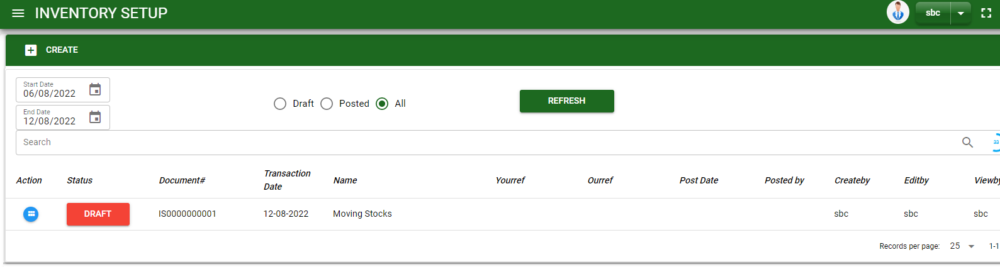 INVENTORY SETUP
sbc
CREATE
Start Date
06/08/2022
End Date
12/08/2022
Draft Posted All
REFRESH
Search
Action Status Document# Transaction Date Name Yourref Ourref Post Date Posted by Createby Editby Viewby
DRAFT IS0000000001 12-08-2022 Moving Stocks sbc sbc sbc
Records per page: 25 1-1